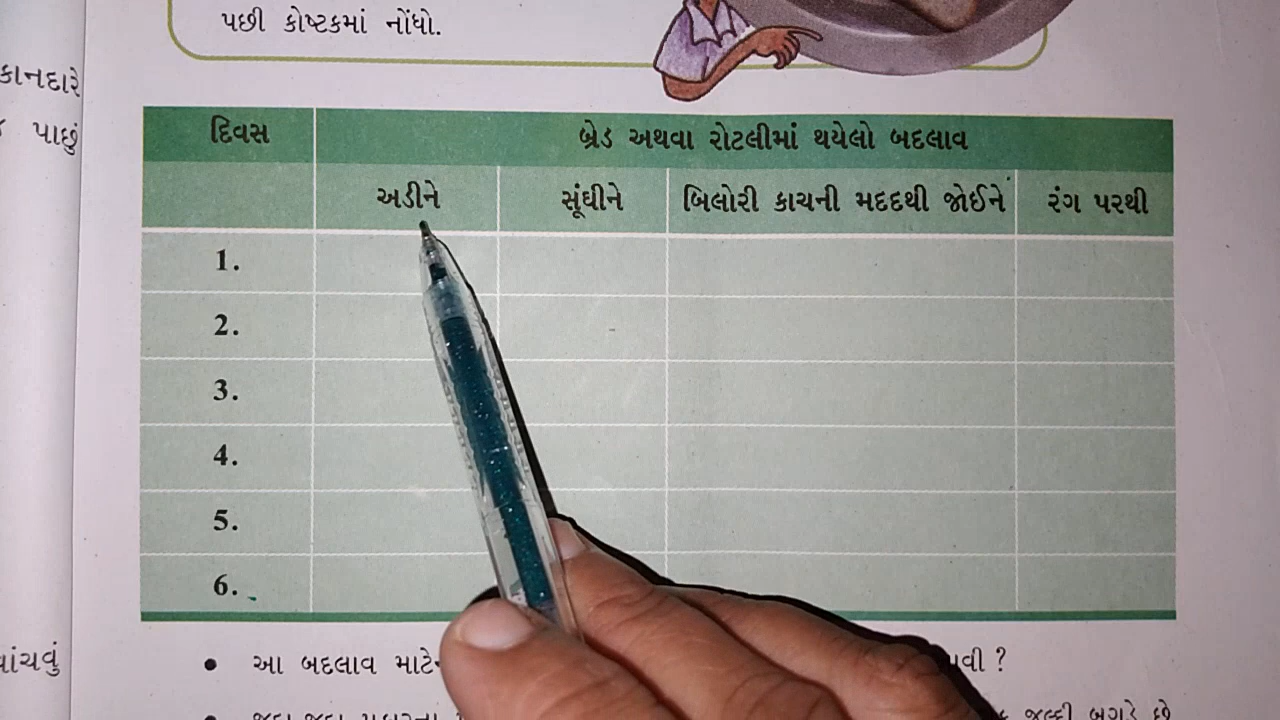 પછી કોષ્ટકમાં નોંધો.
કાનદારે
પાછું
દિવસ બ્રેડ અથવા રોટલીમાં થયેલો બદલાવ
અડીને સૂંઘીને બિલોરી કાચની મદદથી જોઈને રંગ પરથી
1.
2.
3.
4.
5.
6.
વાંચવું
• આ બદલાવ માટે
જલ્દી બગડે છે